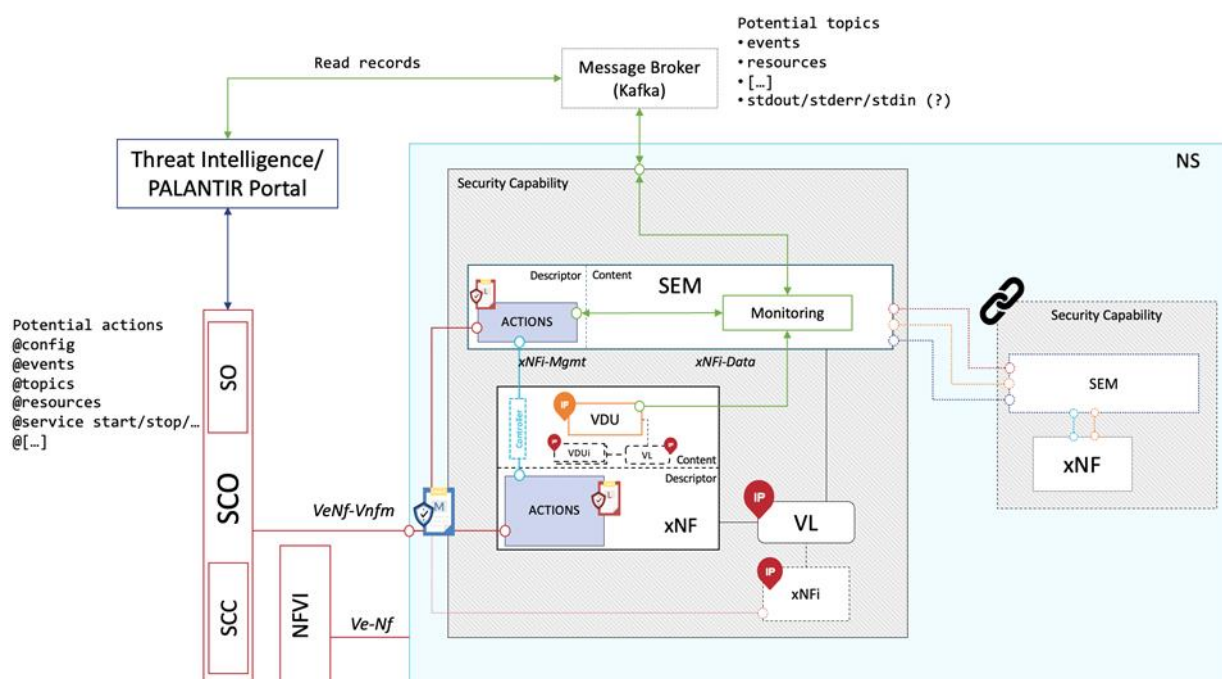 Potential topics
• events
• resources
• […]
• stdout/stderr/stdin (?)
Read records
Message Broker
(Kafka)
Threat Intelligence/
PALANTIR Portal
NS
Security Capability
Descriptor
Content
SEM
L
ACTIONS
Monitoring
xNFi-Mgmt
xNFi-Data
Security Capability
SEM
xNF
Potential actions
@config
@events
@topics
@resources
@service start/stop/…
@[…]
SO
SCO
SCC
NFVI
VeNf-Vnfm
Ve-Nf
M
Controller
IP
VDU
IP
VDUi
VL
IP
Content
Descriptor
ACTIONS
L
xNF
IP
VL
IP
xNFi